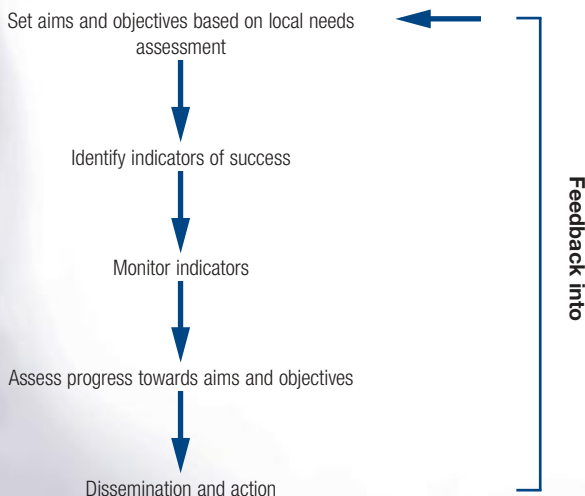 Set aims and objectives based on local needs
assessment
Identify indicators of success
Monitor indicators
Assess progress towards aims and objectives
Dissemination and action
Feedback into